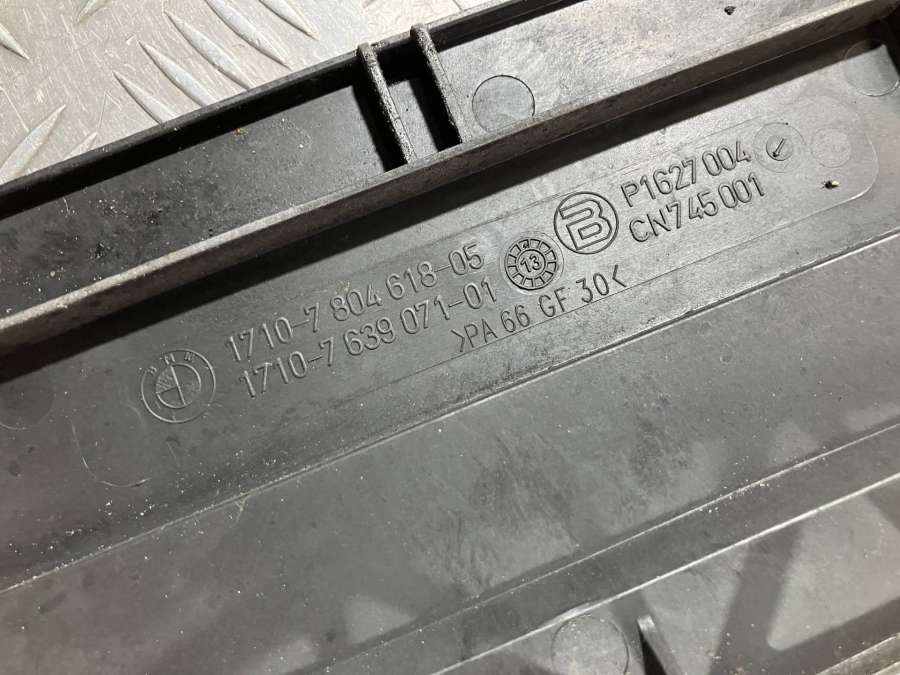 BMW
1710-7 804 618-05
1710-7 639 071-01
13
B
P1627 004
CN745 001
>PA 66 GF 30<